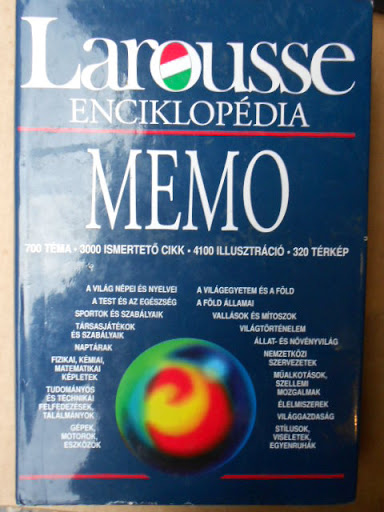 Larousse
ENCIKLOPÉDIA
MEMO
700 TÉMA • 3000 ISMERTETŐ CIKK • 4100 ILLUSZTRÁCIÓ • 320 TÉRKÉP
A VILÁG NÉPEI ÉS NYELVEI
A TEST ÉS AZ EGÉSZSÉG
SPORTOK ÉS SZABÁLYAIK
TÁRSASJÁTÉKOK
ÉS SZABÁLYAIK
NAPTÁRAK
FIZIKAI, KÉMIAI,
MATEMATIKAI
KÉPLETEK
TUDOMÁNYOS
ÉS TECHNIKAI
FELFEDEZÉSEK,
TALÁLMÁNYOK
GÉPEK,
MOTOROK,
ESZKÖZÖK
A VILÁGEGYETEM ÉS A FÖLD
A FÖLD ÁLLAMAI
VALLÁSOK ÉS MÍTOSZOK
VILÁGTÖRTÉNELEM
ÁLLAT- ÉS NÖVÉNYVILÁG
NEMZETKÖZI
SZERVEZETEK
MŰALKOTÁSOK,
SZELLEMI
MOZGALMAK
ÉLELMISZEREK
VILÁGGAZDASÁG
STÍLUSOK,
VISELETEK,
EGYENRUHÁK